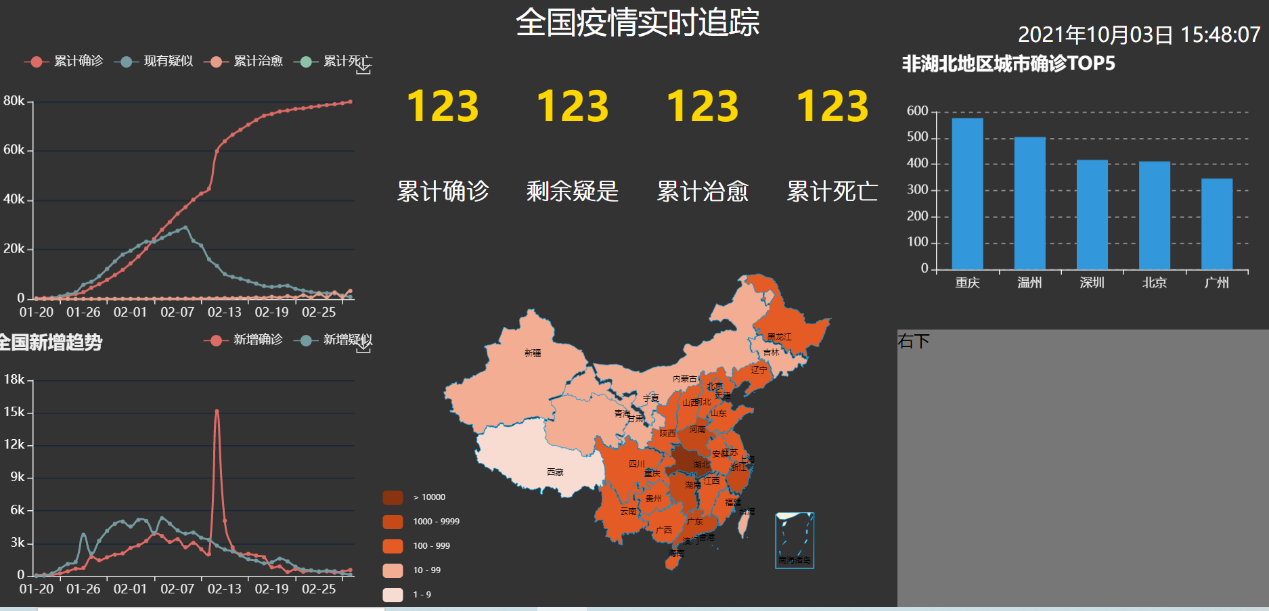 全国疫情实时追踪
2021年10月03日 15:48:07
累计确诊 现有疑似 累计治愈 累计死亡
80k
60k
40k
20k
0
01-20 01-26 02-01 02-07 02-13 02-19 02-25
123 123 123 123
累计确诊 剩余疑是 累计治愈 累计死亡
非湖北地区城市确诊TOP5
600
500
400
300
200
100
0
重庆 温州 深圳 北京 广州
全国新增趋势
新增确诊 新增疑似
18k
15k
12k
9k
6k
3k
0
01-20 01-26 02-01 02-07 02-13 02-19 02-25
黑龙江
吉林
新疆
辽宁
内蒙古
北京
宁夏
山西
河北
青海
甘肃
山东
陕西
河南
江苏
安徽
上海
四川
湖北
浙江
西藏
重庆
湖南
江西
贵州
福建
云南
台湾
广东
广西
香港
澳门
海南
南海诸岛
> 10000
1000 - 9999
100 - 999
10 - 99
1 - 9
右下